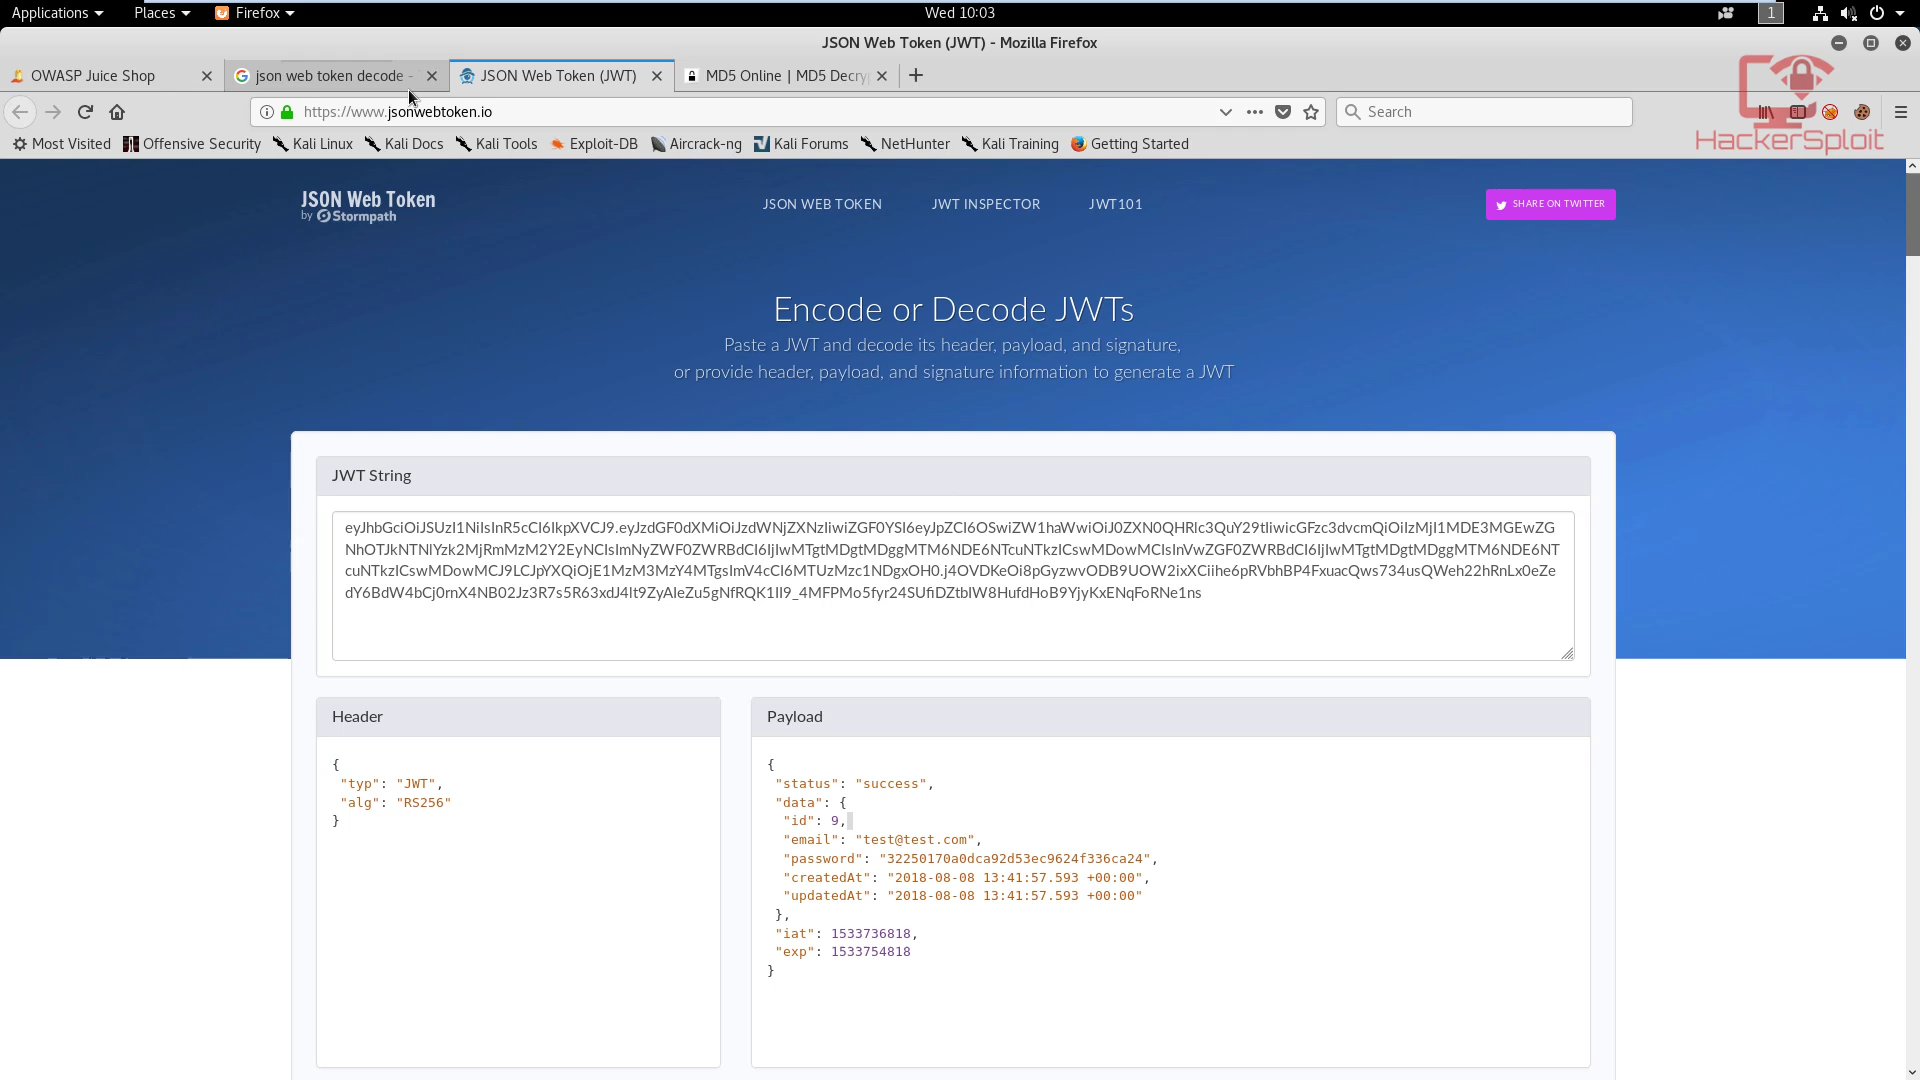 Applications Places Firefox Wed 10:03 1
JSON Web Token (JWT) - Mozilla Firefox
OWASP Juice Shop json web token decode - JSON Web Token (JWT) MD5 Online | MD5 Decry
https://www.jsonwebtoken.io Search
HackerSploit
Most Visited Offensive Security Kali Linux Kali Docs Kali Tools Exploit-DB Aircrack-ng Kali Forums NetHunter Kali Training Getting Started
JSON Web Token
by Stormpath
JSON WEB TOKEN JWT INSPECTOR JWT101 SHARE ON TWITTER
Encode or Decode JWTs
Paste a JWT and decode its header, payload, and signature,
or provide header, payload, and signature information to generate a JWT
JWT String
eyJhbGciOiJSUzI1NiIsInR5cCI6IkpXVCJ9.eyJzdGF0dXMiOiJzdWNjZXNzIiwiZGF0YSI6eyJpZCI6OSwiZW1haWwiOiJ0ZXN0QHRlc3QuY29tIiwicGFzc3dvcmQiOiIzMjI1MDE3MGEwZG
NhOTJkNTNlYzk2MjRmMzM2Y2EyNCIsImNyZWF0ZWRBdCI6IjIwMTgtMDgtMDggMTM6NDE6NTcuNTkzICswMDowMCIsInVwZGF0ZWRBdCI6IjIwMTgtMDgtMDggMTM6NDE6NT
cuNTkzICswMDowMCJ9LCJpYXQiOjE1MzM3MzY4MTgsImV4cCI6MTUzMzc1NDgxOH0.j4OVDKeOi8pGyzwvODB9UOW2ixXCiihe6pRVbhBP4FxuacQws734usQWeh22hRnLx0eZe
dY6BdW4bCj0rnX4NB02Jz3R7s5R63xdJ4lt9ZyAIeZu5gNfRQK1II9_4MFPMo5fyr24SUfiDZtbIW8HufdHoB9YjyKxENqFoRNe1ns
Header
{
"typ": "JWT",
"alg": "RS256"
}
Payload
{
"status": "success",
"data": {
"id": 9,
"email": "test@test.com",
"password": "32250170a0dca92d53ec9624f336ca24",
"createdAt": "2018-08-08 13:41:57.593 +00:00",
"updatedAt": "2018-08-08 13:41:57.593 +00:00"
},
"iat": 1533736818,
"exp": 1533754818
}